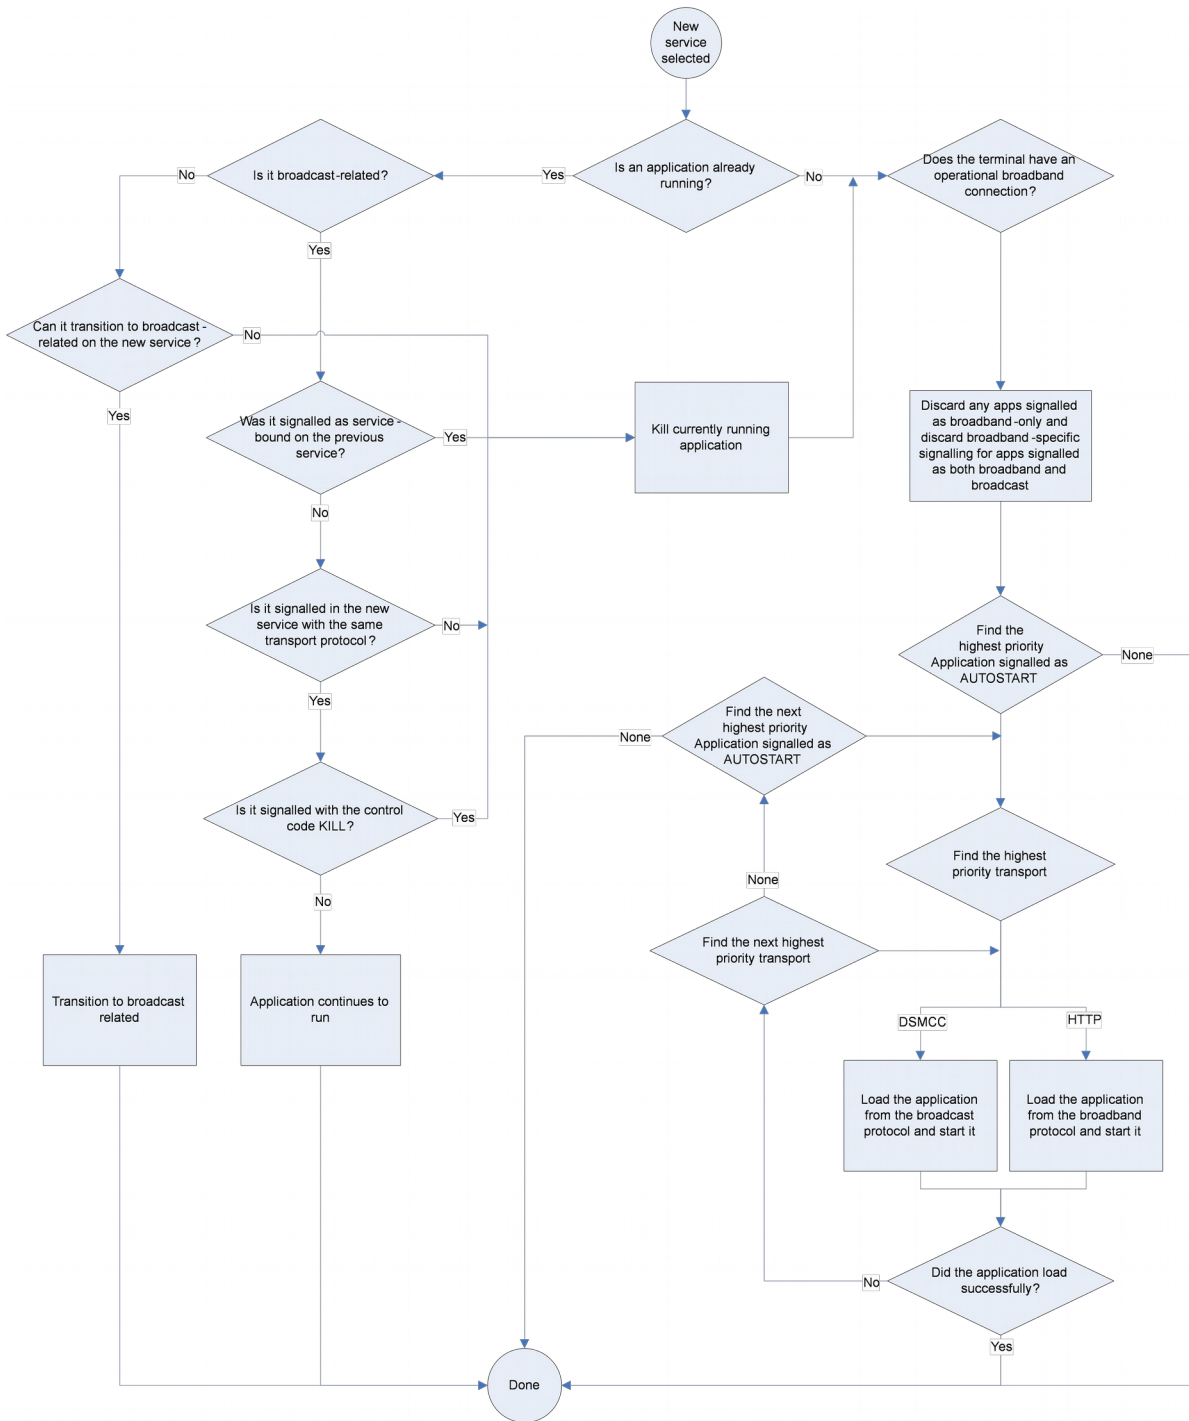 New
service
selected
Is it broadcast-related?
No
Yes
Is an application already
running?
Yes
No
Does the terminal have an
operational broadband
connection?
Can it transition to broadcast-
related on the new service?
No
Yes
Was it signalled as service-
bound on the previous
service?
Yes
No
Kill currently running
application
Discard any apps signalled
as broadband-only and
discard broadband-specific
signalling for apps signalled
as both broadband and
broadcast
Is it signalled in the new
service with the same
transport protocol?
No
Yes
Find the
highest priority
Application signalled as
AUTOSTART
None
Find the next
highest priority
Application signalled as
AUTOSTART
None
Is it signalled with the control
code KILL?
Yes
No
Find the highest
priority transport
None
Find the next highest
priority transport
Transition to broadcast
related
Application continues to
run
DSMCC
HTTP
Load the application
from the broadcast
protocol and start it
Load the application
from the broadband
protocol and start it
Did the application load
successfully?
No
Yes
Done